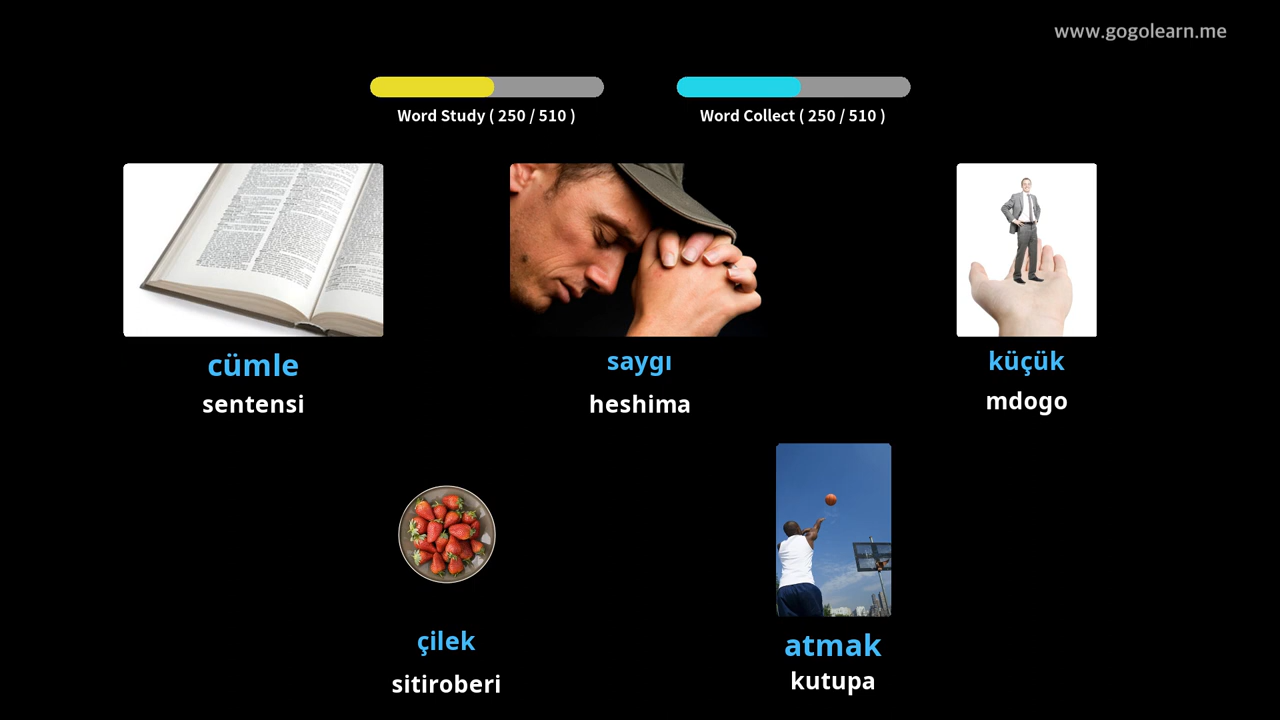 www.gogolearn.me
Word Study ( 250 / 510 )
Word Collect ( 250 / 510 )
cümle
sentensi
saygı
heshima
küçük
mdogo
çilek
sitiroberi
atmak
kutupa